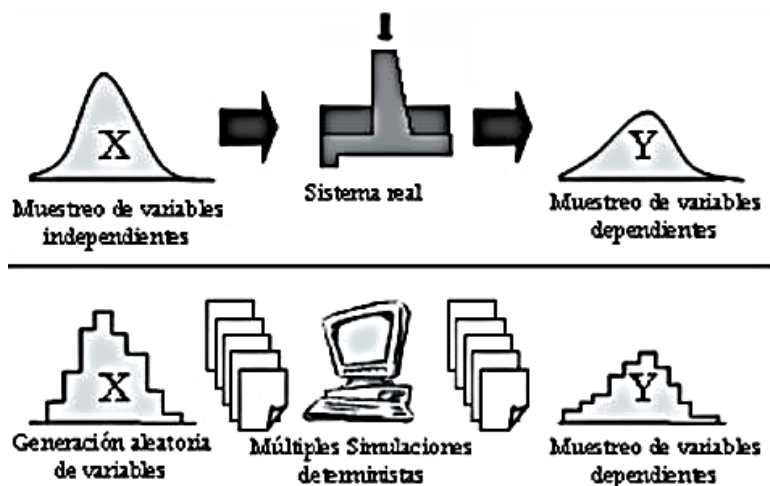 X
Y
Muestreo de variables
independientes
Sistema real
Muestreo de variables
dependientes
X
Y
Generación aleatoria
de variables
Múltiples Simulaciones
deterministas
Muestreo de variables
dependientes